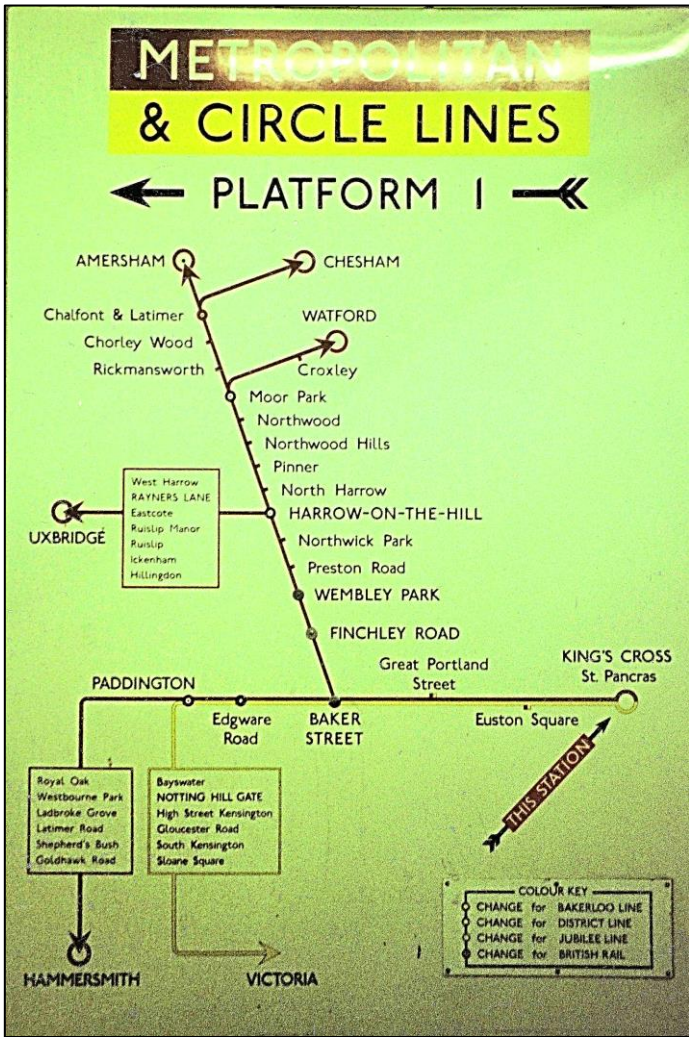 METROPOLITAN
& CIRCLE LINES
PLATFORM 1
AMERSHAM
CHESHAM
Chalfont & Latimer
WATFORD
Chorley Wood
Rickmansworth
Croxley
Moor Park
Northwood
Northwood Hills
Pinner
North Harrow
West Harrow
RAYNERS LANE
Eastcote
Ruislip Manor
Ruislip
Ickenham
Hillingdon
UXBRIDGE
HARROW-ON-THE-HILL
Northwick Park
Preston Road
WEMBLEY PARK
FINCHLEY ROAD
Great Portland
Street
KING'S CROSS
St. Pancras
PADDINGTON
Edgware
Road
BAKER
STREET
Euston Square
THIS STATION
Royal Oak
Westbourne Park
Ladbroke Grove
Latimer Road
Shepherd's Bush
Goldhawk Road
Bayswater
NOTTING HILL GATE
High Street Kensington
Gloucester Road
South Kensington
Sloane Square
HAMMERSMITH
VICTORIA
COLOUR KEY
CHANGE for BAKERLOO LINE
CHANGE for DISTRICT LINE
CHANGE for JUBILEE LINE
CHANGE for BRITISH RAIL